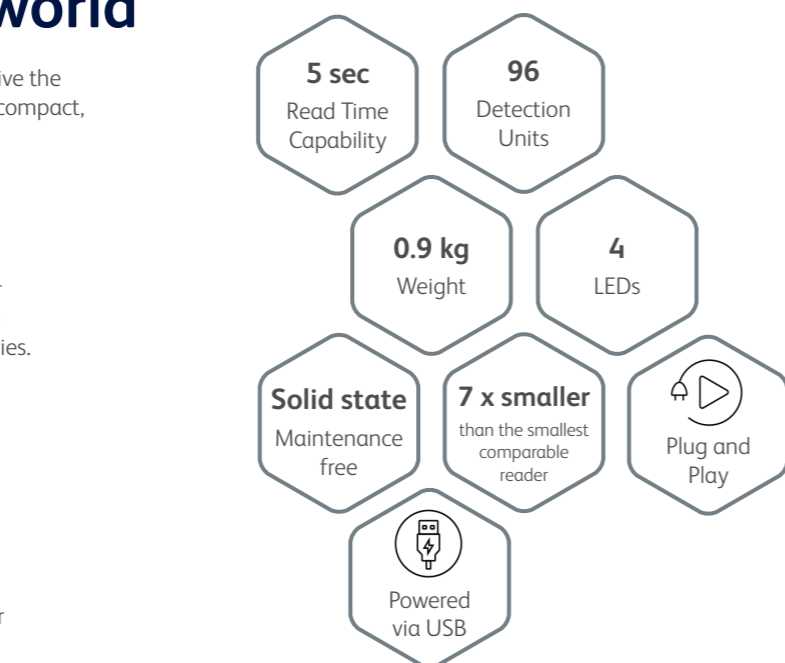 world
ive the
compact,
ies.
r
5 sec
Read Time
Capability
96
Detection
Units
0.9 kg
Weight
4
LEDs
Solid state
Maintenance
free
7 x smaller
than the smallest
comparable
reader
Plug and
Play
Powered
via USB